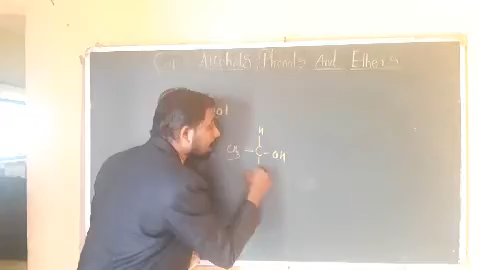 Alcohols, Phenols And Ethers
H
CH3 - C - OH